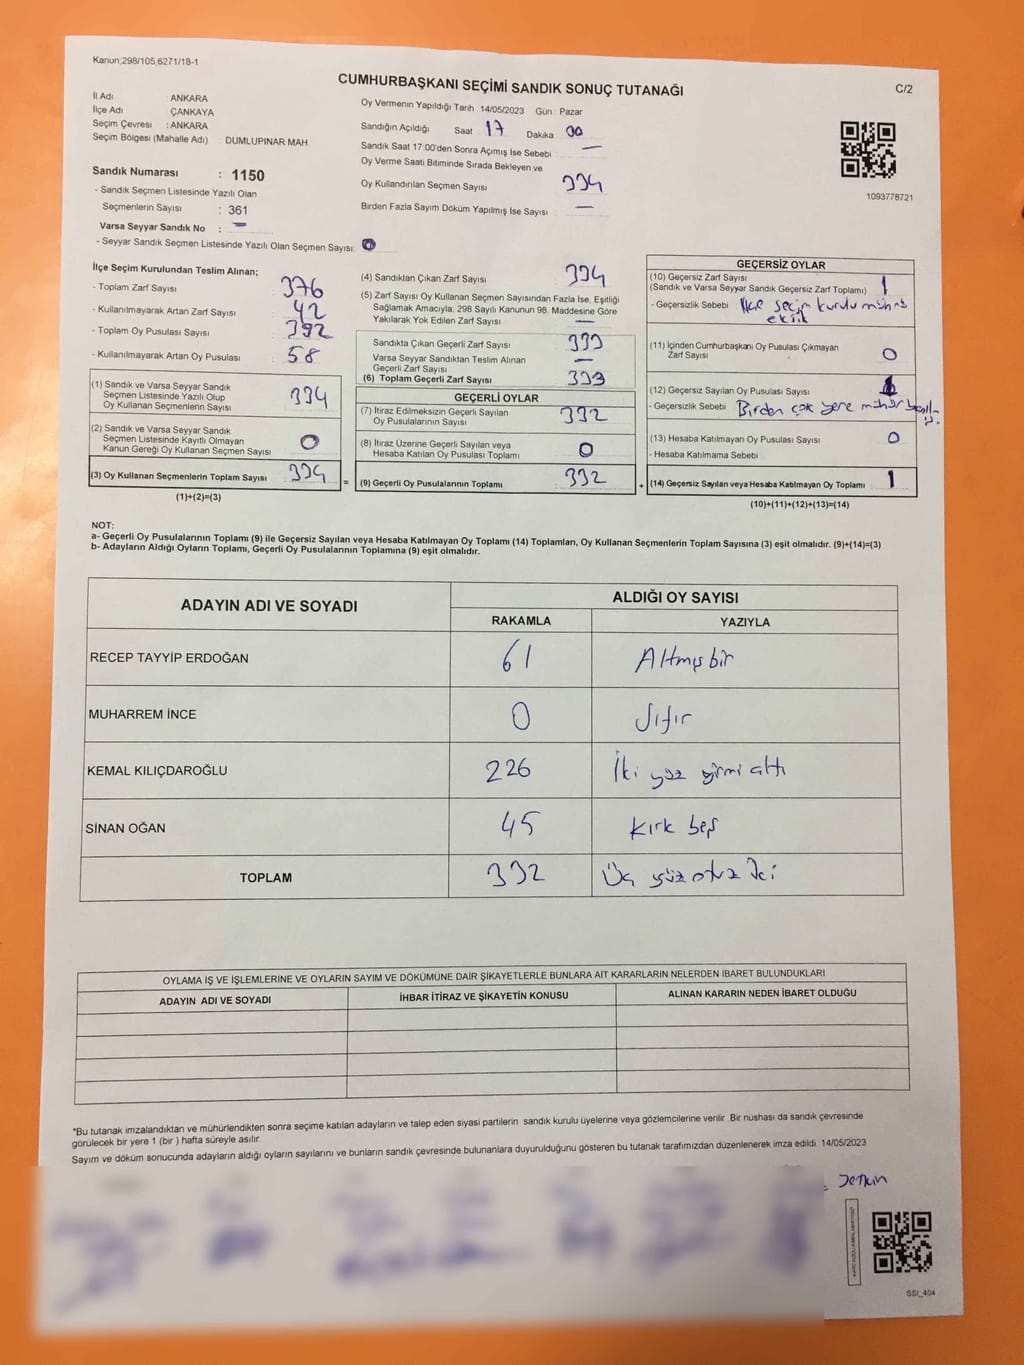 Kanun;298/105,6271/18-1
CUMHURBAŞKANI SEÇİMİ SANDIK SONUÇ TUTANAĞI
C/2
İl Adı ANKARA
İlçe Adı ÇANKAYA
Seçim Çevresi : ANKARA
Seçim Bölgesi (Mahalle Adı) : DUMLUPINAR MAH.
Oy Vermenin Yapıldığı Tarih 14/05/2023 Gün : Pazar
Sandığın Açıldığı Saat 17 Dakika 00
Sandık Saat 17:00'den Sonra Açımış İse Sebebi : —
Oy Verme Saati Bitiminde Sırada Bekleyen ve
Oy Kullandırılan Seçmen Sayısı 334
Birden Fazla Sayım Döküm Yapılmış İse Sayısı —
1093778721
Sandık Numarası : 1150
- Sandık Seçmen Listesinde Yazılı Olan
Seçmenlerin Sayısı : 361
Varsa Seyyar Sandık No : —
- Seyyar Sandık Seçmen Listesinde Yazılı Olan Seçmen Sayısı: 0
İlçe Seçim Kurulundan Teslim Alınan;
- Toplam Zarf Sayısı 376
- Kullanılmayarak Artan Zarf Sayısı 42
- Toplam Oy Pusulası Sayısı 392
- Kullanılmayarak Artan Oy Pusulası 58
(1) Sandık ve Varsa Seyyar Sandık
Seçmen Listesinde Yazılı Olup
Oy Kullanan Seçmenlerin Sayısı 334
(2) Sandık ve Varsa Seyyar Sandık
Seçmen Listesinde Kayıtlı Olmayan
Kanun Gereği Oy Kullanan Seçmen Sayısı 0
(3) Oy Kullanan Seçmenlerin Toplam Sayısı 334 =
(1)+(2)=(3)
(4) Sandıktan Çıkan Zarf Sayısı 334
(5) Zarf Sayısı Oy Kullanan Seçmen Sayısından Fazla İse, Eşitliği
Sağlamak Amacıyla; 298 Sayılı Kanunun 98. Maddesine Göre
Yakılarak Yok Edilen Zarf Sayısı —
Sandıkta Çıkan Geçerli Zarf Sayısı 333
Varsa Seyyar Sandıktan Teslim Alınan
Geçerli Zarf Sayısı —
(6) Toplam Geçerli Zarf Sayısı 333
GEÇERLİ OYLAR
(7) İtiraz Edilmeksizin Geçerli Sayılan
Oy Pusulalarının Sayısı 332
(8) İtiraz Üzerine Geçerli Sayılan veya
Hesaba Katılan Oy Pusulası Toplamı 0
(9) Geçerli Oy Pusulalarının Toplamı 332 +
GEÇERSİZ OYLAR
(10) Geçersiz Zarf Sayısı
(Sandık ve Varsa Seyyar Sandık Geçersiz Zarf Toplamı) 1
- Geçersizlik Sebebi İlçe seçim kurulu mührü
eksik
(11) İçinden Cumhurbaşkanı Oy Pusulası Çıkmayan
Zarf Sayısı 0
(12) Geçersiz Sayılan Oy Pusulası Sayısı 1
- Geçersizlik Sebebi Birden çok yere mühür
(13) Hesaba Katılmayan Oy Pusulası Sayısı 0
- Hesaba Katılmama Sebebi
(14) Geçersiz Sayılan veya Hesaba Katılmayan Oy Toplamı 1
(10)+(11)+(12)+(13)=(14)
NOT:
a- Geçerli Oy Pusulalarının Toplamı (9) ile Geçersiz Sayılan veya Hesaba Katılmayan Oy Toplamı (14) Toplamları, Oy Kullanan Seçmenlerin Toplam Sayısına (3) eşit olmalıdır. (9)+(14)=(3)
b- Adayların Aldığı Oyların Toplamı, Geçerli Oy Pusulalarının Toplamına (9) eşit olmalıdır.
ADAYIN ADI VE SOYADI
ALDIĞI OY SAYISI
RAKAMLA YAZIYLA
RECEP TAYYİP ERDOĞAN 61 Altmış bir
MUHARREM İNCE 0 Sıfır
KEMAL KILIÇDAROĞLU 226 İki yüz yirmi altı
SİNAN OĞAN 45 Kırk beş
TOPLAM 332 Üç yüz otuz iki
OYLAMA İŞ VE İŞLEMLERİNE VE OYLARIN SAYIM VE DÖKÜMÜNE DAİR ŞİKAYETLERLE BUNLARA AİT KARARLARIN NELERDEN İBARET BULUNDUKLARI
ADAYIN ADI VE SOYADI İHBAR İTİRAZ VE ŞİKAYETİN KONUSU ALINAN KARARIN NEDEN İBARET OLDUĞU
*Bu tutanak imzalandıktan ve mühürlendikten sonra seçime katılan adayların ve talep eden siyasi partilerin sandık kurulu üyelerine veya gözlemcilerine verilir. Bir nüshası da sandık çevresinde
görülecek bir yere 1 (bir ) hafta süreyle asılır.
Sayım ve döküm sonucunda adayların aldığı oyların sayılarını ve bunların sandık çevresinde bulunanlara duyurulduğunu gösteren bu tutanak tarafımızdan düzenlenerek imza edildi. 14/05/2023
SSI_404